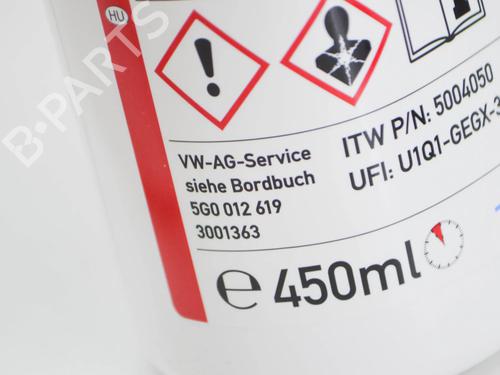 HU
B-PARTS
VW-AG-Service
siehe Bordbuch
5G0 012 619
3001363
ITW P/N: 5004050
UFI: U1Q1-GEGX-3
℮ 450ml